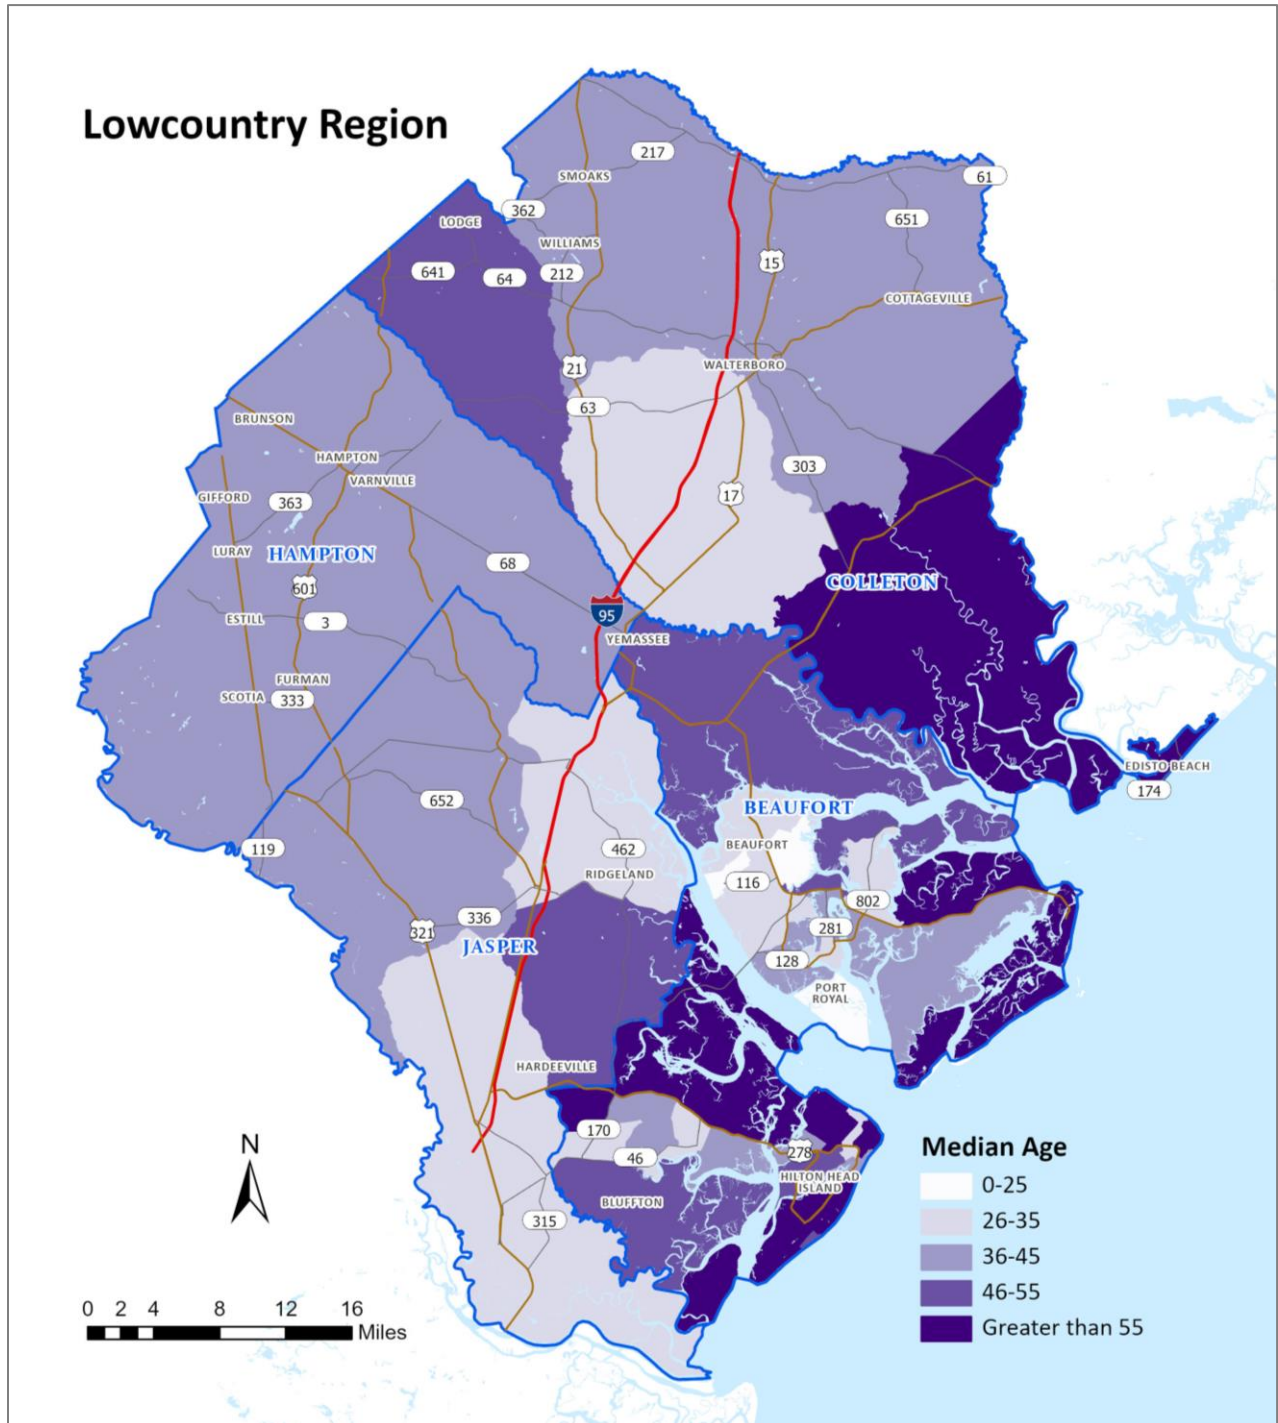 Lowcountry Region
217
SMOAKS
61
362
651
LODGE
WILLIAMS
15
641
64
212
COTTAGEVILLE
21
WALTERBORO
63
BRUNSON
HAMPTON
303
VARNVILLE
GIFFORD
363
17
LURAY
HAMPTON
68
COLLETON
601
95
ESTILL
3
YEMASSEE
FURMAN
SCOTIA
333
EDISTO BEACH
174
652
BEAUFORT
119
462
BEAUFORT
RIDGELAND
116
802
336
321
281
JASPER
128
PORT
ROYAL
HARDEEVILLE
170
46
278
HILTON HEAD
ISLAND
BLUFFTON
315
N
0 2 4 8 12 16
Miles
Median Age
0-25
26-35
36-45
46-55
Greater than 55